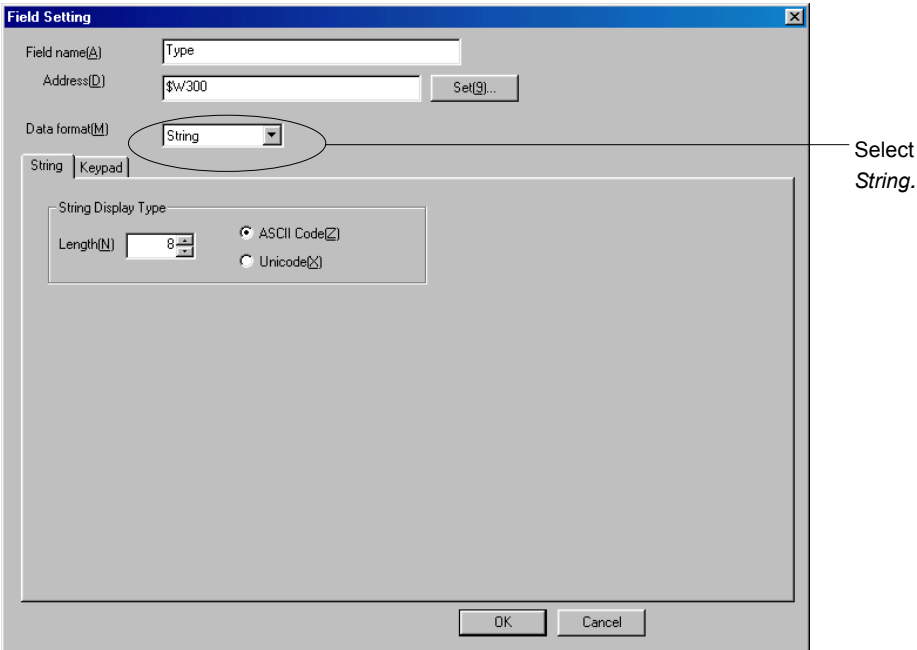 Field Setting
Field name(A) Type
Address(D) $W300 Set(9)...
Data format(M) String
Select
String.
String Keypad
String Display Type
Length(N) 8 ASCII Code(Z)
Unicode(X)
OK Cancel